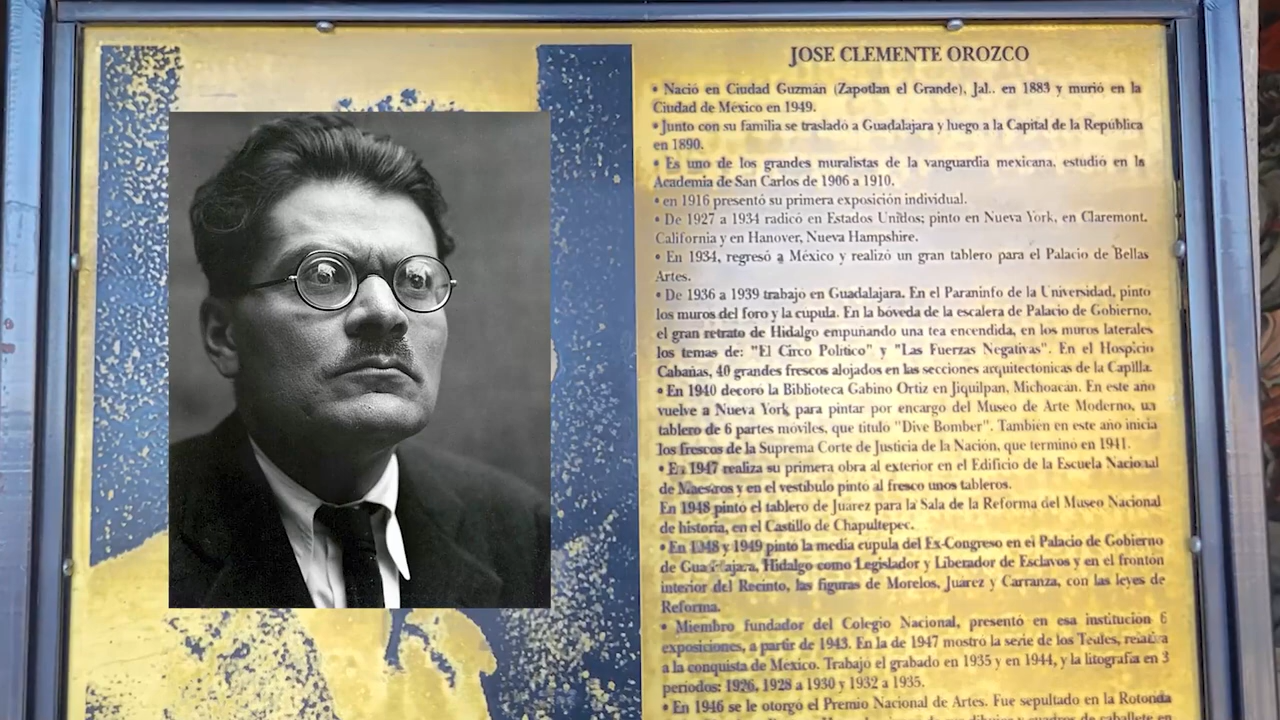 JOSE CLEMENTE OROZCO
• Nació en Ciudad Guzmán (Zapotlan el Grande), Jal.. en 1883 y murió en la
Ciudad de México en 1949.
• Junto con su familia se trasladó a Guadalajara y luego a la Capital de la República
en 1890.
• Es uno de los grandes muralistas de la vanguardia mexicana, estudió en la
Academia de San Carlos de 1906 a 1910.
• en 1916 presentó su primera exposición individual.
• De 1927 a 1934 radicó en Estados Unidos; pinto en Nueva York, en Claremont,
California y en Hanover, Nueva Hampshire.
• En 1934, regresó a México y realizó un gran tablero para el Palacio de Bellas
Artes.
• De 1936 a 1939 trabajo en Guadalajara. En el Paraninfo de la Universidad, pinto
los muros del foro y la cupula. En la bóveda de la escalera de Palacio de Gobierno,
el gran retrato de Hidalgo empuñando una tea encendida, en los muros laterales
los temas de: "El Circo Político" y "Las Fuerzas Negativas". En el Hospicio
Cabañas, 40 grandes frescos alojados en las secciones arquitectónicas de la Capilla.
• En 1940 decoró la Biblioteca Gabino Ortiz en Jiquilpan, Michoacan. En este año
vuelve a Nueva York para pintar por encargo del Museo de Arte Moderno, un
tablero de 6 partes móviles, que titulo "Dive Bomber". También en este año inicia
los frescos de la Suprema Corte de Justicia de la Nación, que terminó en 1941.
• En 1947 realiza su primera obra al exterior en el Edificio de la Escuela Nacional
de Maestros y en el vestíbulo pinto al fresco unos tableros.
En 1948 pintó el tablero de Juarez para la Sala de la Reforma del Museo Nacional
de historia, en el Castillo de Chapultepec.
• En 1948 y 1949 pintó la media cupula del Ex-Congreso en el Palacio de Gobierno
de Guadalajara, Hidalgo como Legislador y Liberador de Esclavos y en el frontón
interior del Recinto, las figuras de Morelos, Juarez y Carranza, con las leyes de
Reforma.
• Miembro fundador del Colegio Nacional, presentó en esa institución 6
exposiciones, a partir de 1943. En la de 1947 mostró la serie de los Teules, relativa
a la conquista de Mexico. Trabajo el grabado en 1935 y en 1944, y la litografía en 3
periodos: 1926, 1928 a 1930 y 1932 a 1935.
• En 1946 se le otorgó el Premio Nacional de Artes. Fue sepultado en la Rotonda